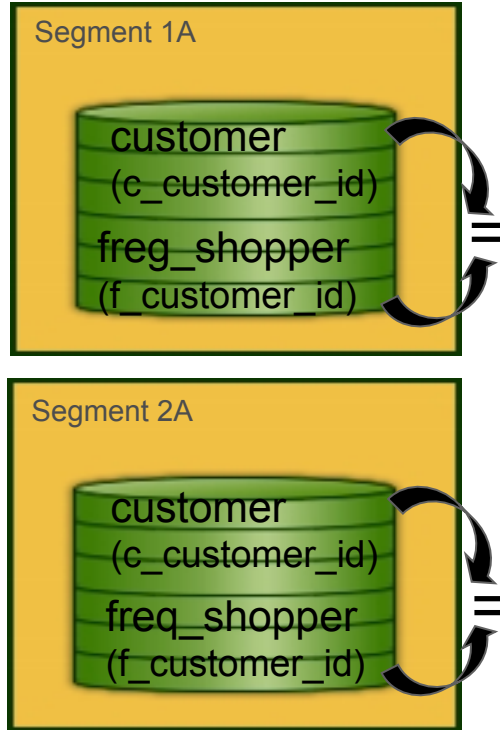 Segment 1A
customer
(c_customer_id)
=
freg_shopper
(f_customer_id)
Segment 2A
customer
(c_customer_id)
=
freq_shopper
(f_customer_id)